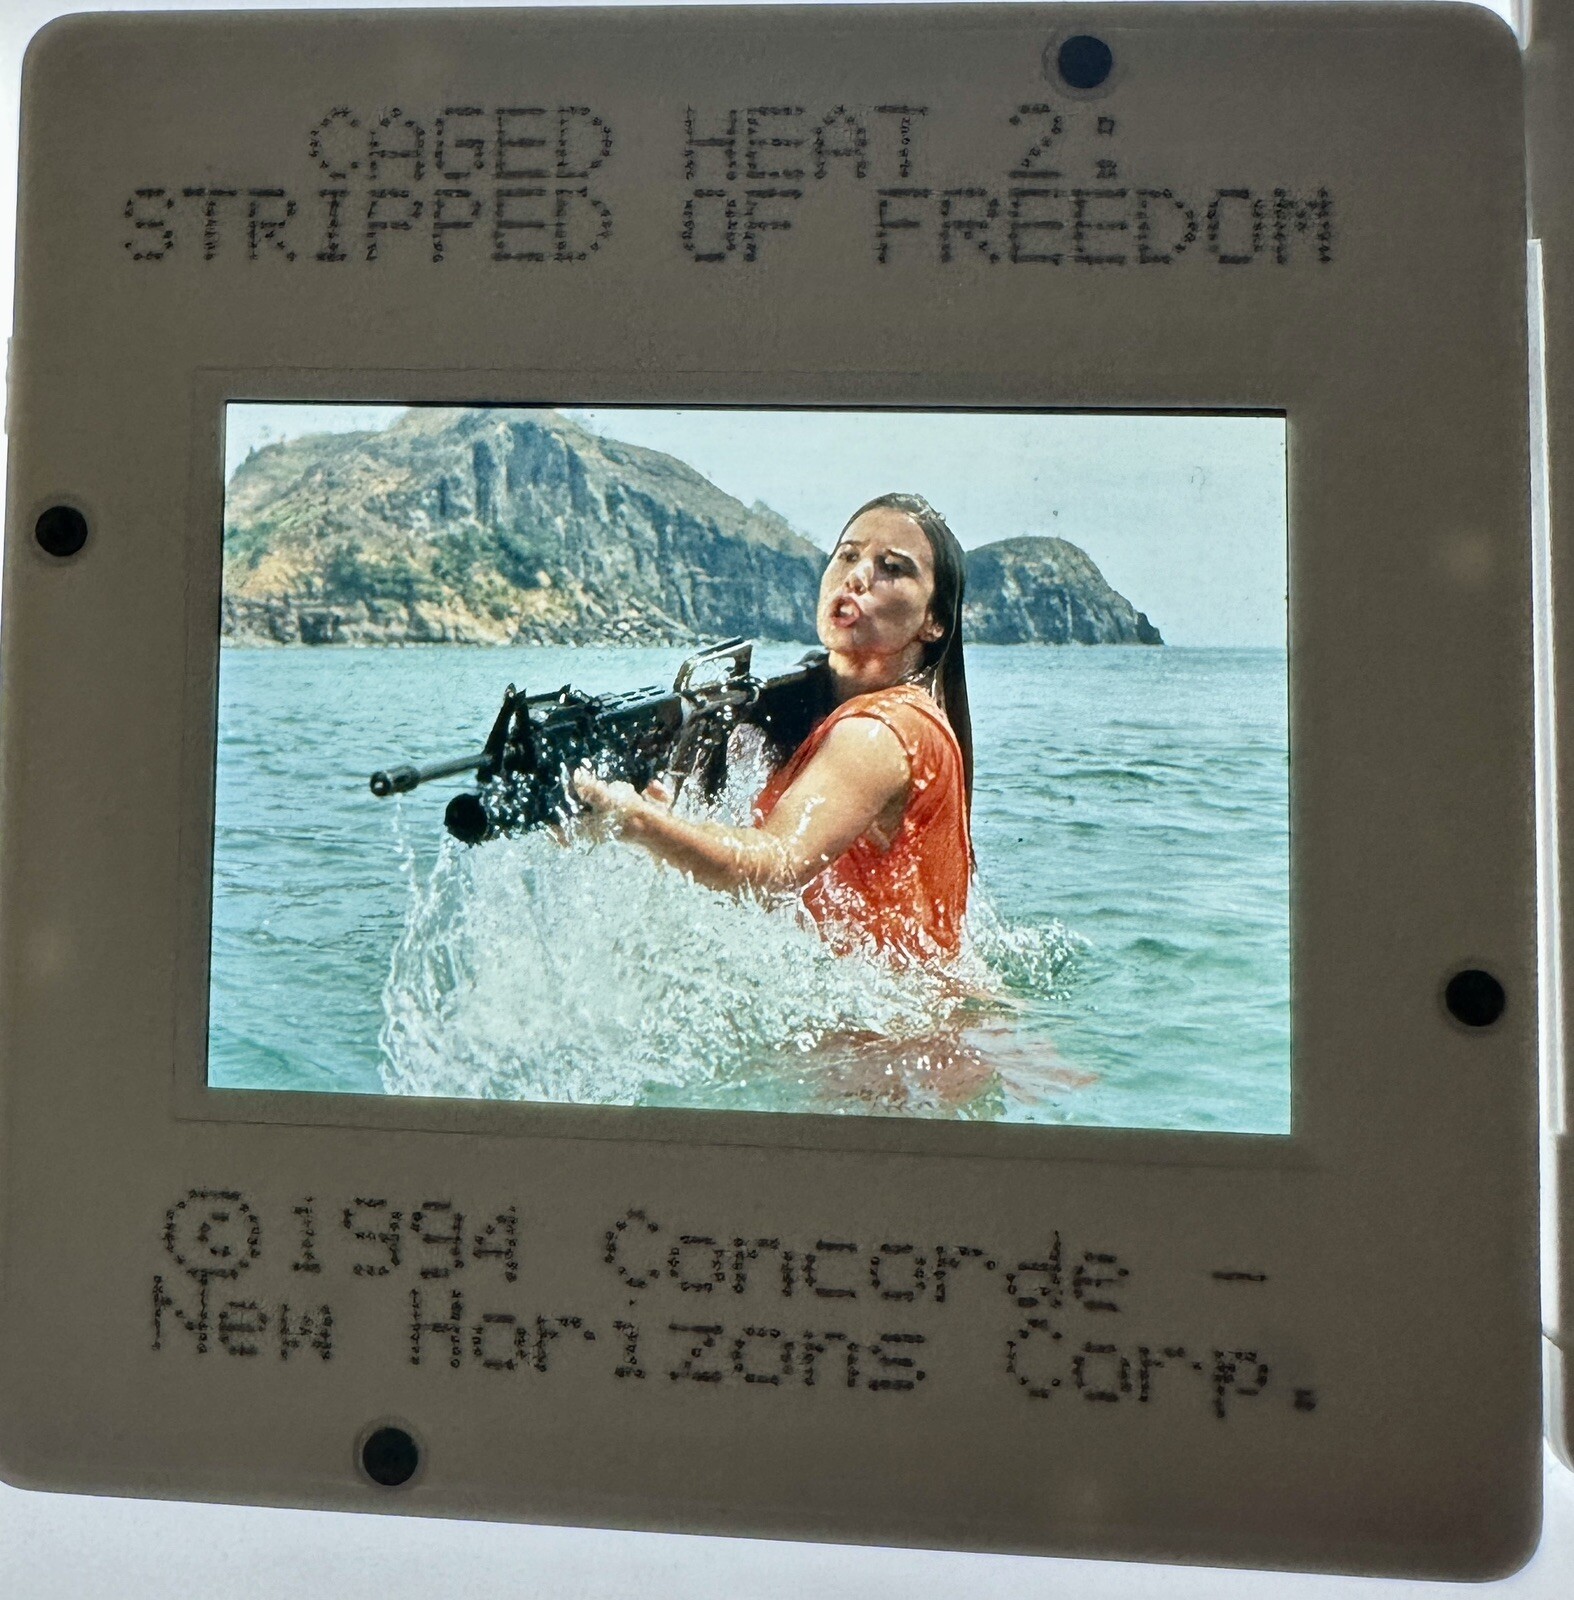 CAGED HEAT 2:
STRIPPED OF FREEDOM
©1994 Concorde -
New Horizons Corp.